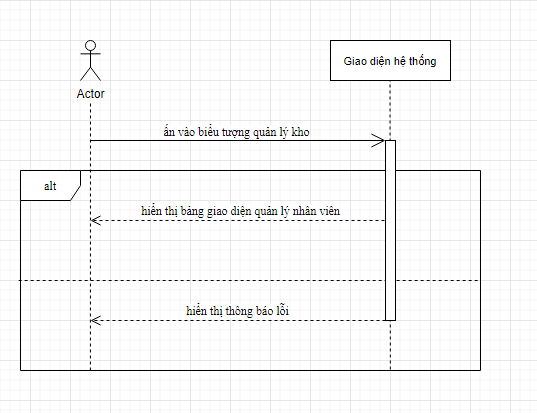 Giao diện hệ thống
Actor
ấn vào biểu tượng quản lý kho
alt
hiển thị bảng giao diện quản lý nhân viên
hiển thị thông báo lỗi